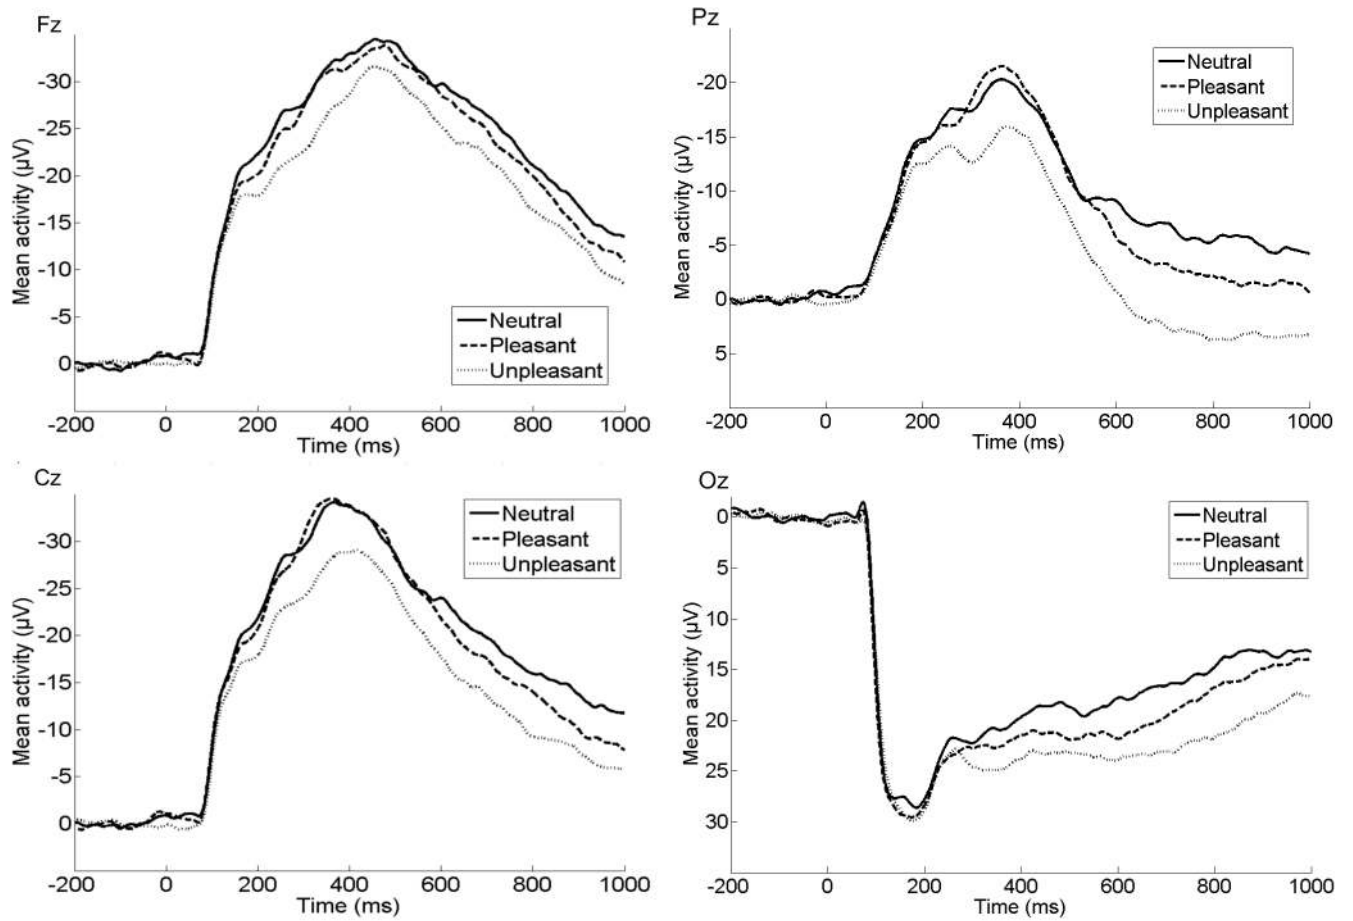 Fz
Mean activity (µV)
-30
-25
-20
-15
-10
-5
0
-200 0 200 400 600 800 1000
Time (ms)
Neutral
Pleasant
Unpleasant
Pz
Mean activity (µV)
-20
-15
-10
-5
0
5
-200 0 200 400 600 800 1000
Time (ms)
Neutral
Pleasant
Unpleasant
Cz
Mean activity (µV)
-30
-25
-20
-15
-10
-5
0
-200 0 200 400 600 800 1000
Time (ms)
Neutral
Pleasant
Unpleasant
Oz
Mean activity (µV)
0
5
10
15
20
25
30
-200 0 200 400 600 800 1000
Time (ms)
Neutral
Pleasant
Unpleasant